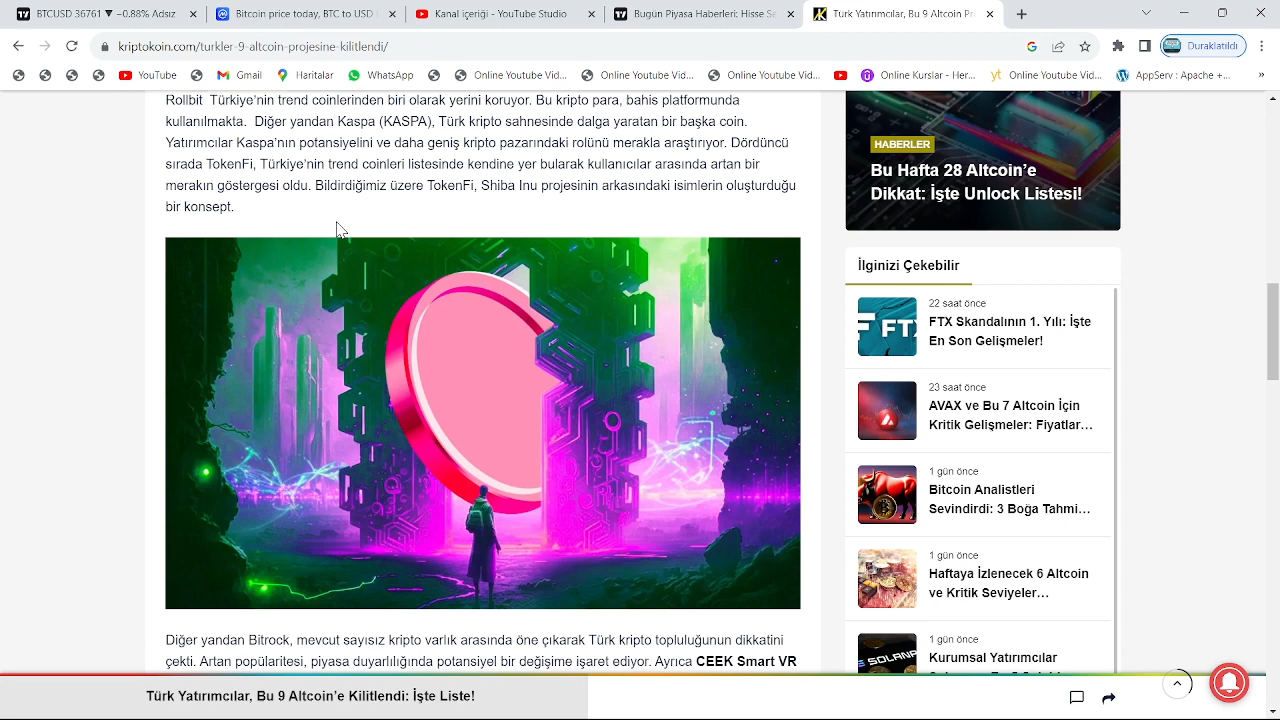 BTCUSD 36761 ▼ −0.88% Adsız
Bitcoin price today, BTC to USD
Kanal içeriği - YouTube Studio
Bugün Piyasa Haberleri — Hisse Se
Türk Yatırımcılar, Bu 9 Altcoin Pr
kriptokoin.com/turkler-9-altcoin-projesine-kilitlendi/
Duraklatıldı
YouTube
Gmail
Haritalar
WhatsApp
Online Youtube Vid...
Online Youtube Vid...
Online Youtube Vid...
Online Kurslar - Her...
yt Online Youtube Vid...
AppServ : Apache +...
»
Rollbit Türkiye'nin trend coinlerinden biri olarak yerini koruyor. Bu kripto para, bahis platformunda
kullanılmakta. Diğer yandan Kaspa (KASPA), Türk kripto sahnesinde dalga yaratan bir başka coin.
Yatırımcılar Kaspa'nın potansiyelini ve daha geniş kripto pazarındaki rolünü yakından araştırıyor. Dördüncü
sırada TokenFi, Türkiye'nin trend coinleri listesinde kendine yer bularak kullanıcılar arasında artan bir
merakın göstergesi oldu. Bildiğimiz üzere TokenFi, Shiba Inu projesinin arkasındaki isimlerin oluşturduğu
bir konsept.
Diğer yandan Bitrock, mevcut sayısız kripto varlık arasında öne çıkarak Türk kripto topluluğunun dikkatini
çekti. Artan popülaritesi, piyasa duyarlılığında potansiyel bir değişime işaret ediyor. Ayrıca CEEK Smart VR
HABERLER
Bu Hafta 28 Altcoin'e
Dikkat: İşte Unlock Listesi!
İlginizi Çekebilir
22 saat önce
FTX Skandalının 1. Yılı: İşte
En Son Gelişmeler!
FTX
23 saat önce
AVAX ve Bu 7 Altcoin İçin
Kritik Gelişmeler: Fiyatlar...
1 gün önce
Bitcoin Analistleri
Sevindirdi: 3 Boğa Tahmi...
1 gün önce
Haftaya İzlenecek 6 Altcoin
ve Kritik Seviyeler...
1 gün önce
Kurumsal Yatırımcılar
SOLANA
Türk Yatırımcılar, Bu 9 Altcoin'e Kilitlendi: İşte Liste!